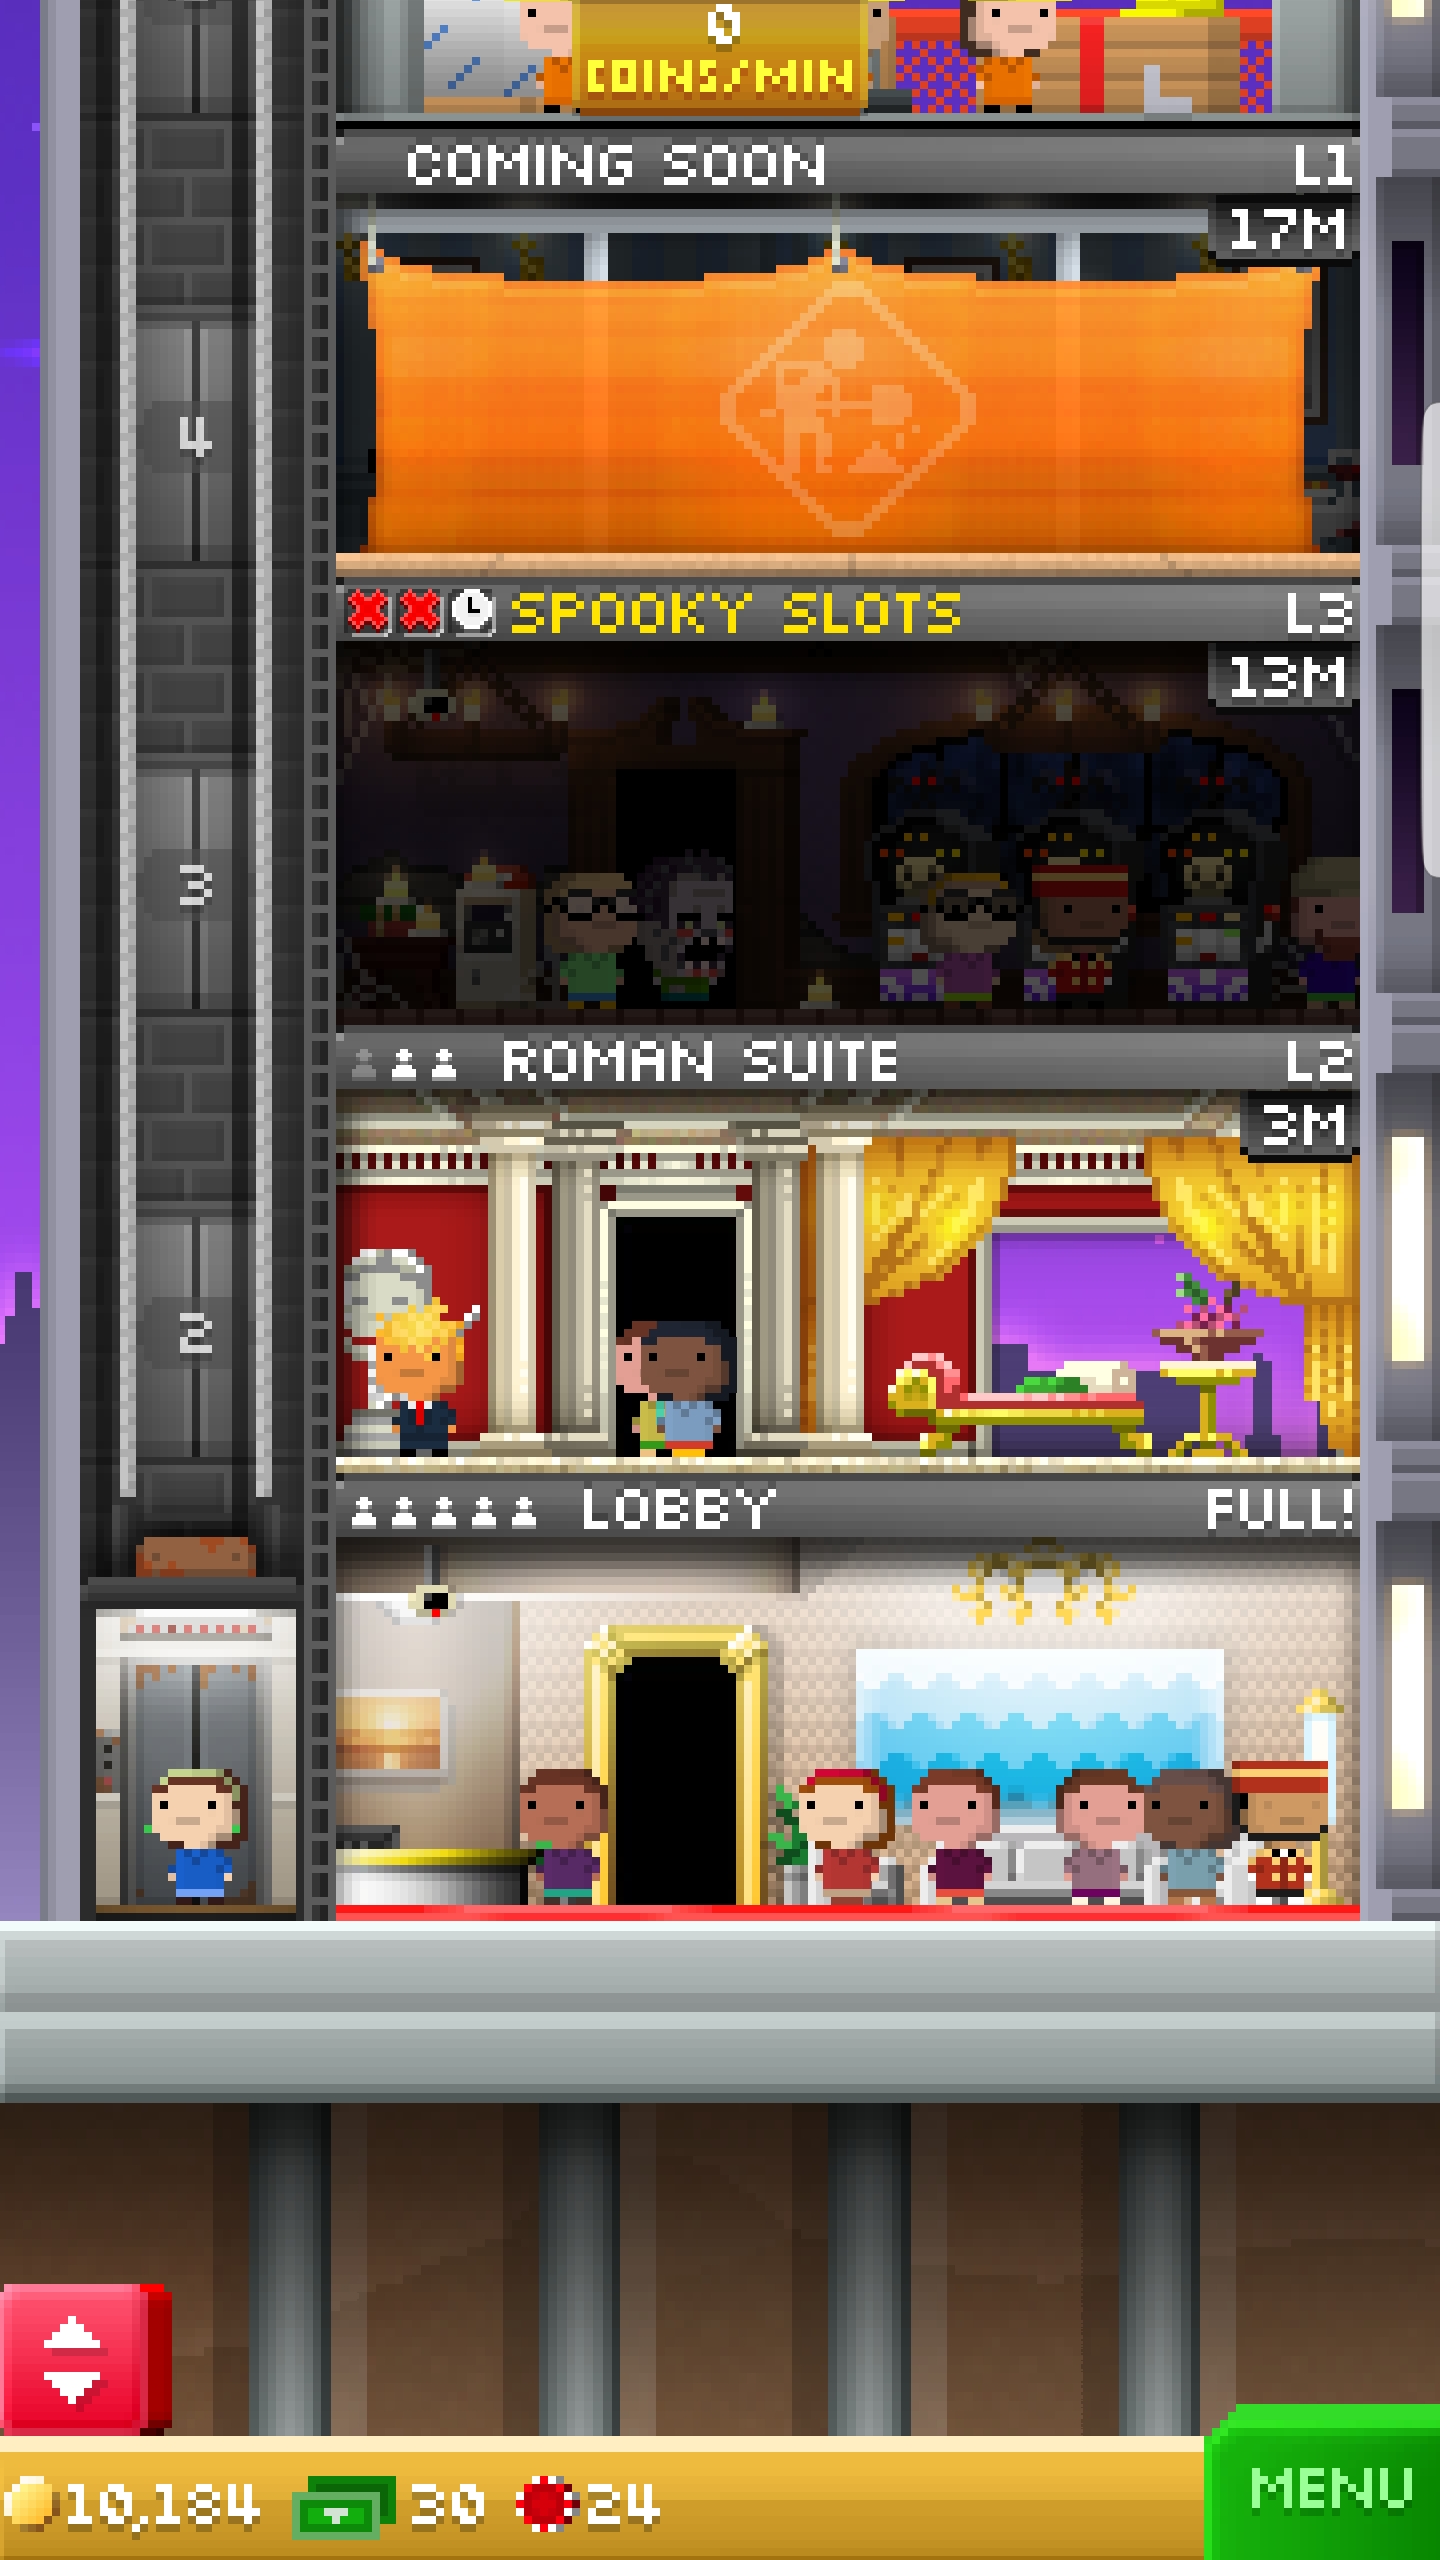 0
COINS/MIN
COMING SOON L1
17M
4
SPOOKY SLOTS L3
13M
3
ROMAN SUITE L2
3M
2
LOBBY FULL!
10,184 30 24
MENU